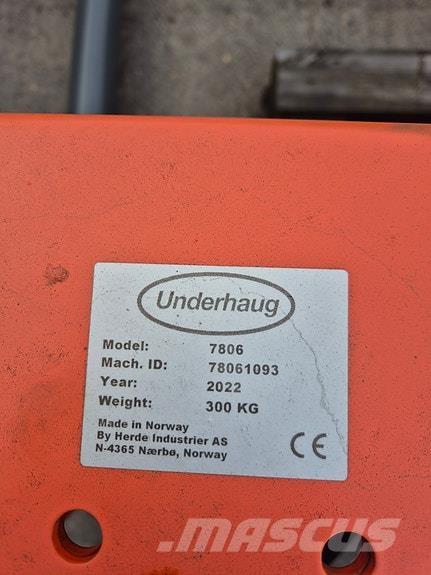 Underhaug
Model: 7806
Mach. ID: 78061093
Year: 2022
Weight: 300 KG
Made in Norway
By Herde Industrier AS
N-4365 Nærbø, Norway
CE
MASCUS